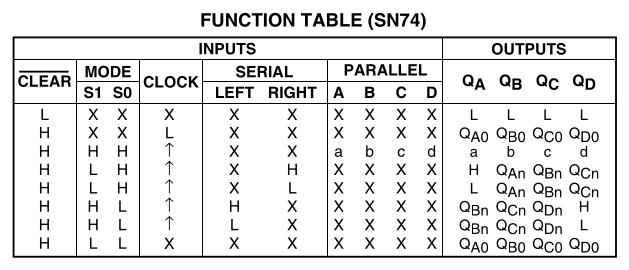 FUNCTION TABLE (SN74)
INPUTS OUTPUTS
CLEAR MODE CLOCK SERIAL PARALLEL QA QB QC QD
S1 S0 LEFT RIGHT A B C D
L X X X X X X X X X L L L L
H X X L X X X X X X QA0 QB0 QC0 QD0
H H H ↑ X X a b c d a b c d
H L H ↑ X H X X X X H QAn QBn QCn
H L H ↑ X L X X X X L QAn QBn QCn
H H L ↑ H X X X X X QBn QCn QDn H
H H L ↑ L X X X X X QBn QCn QDn L
H L L X X X X X X X QA0 QB0 QC0 QD0